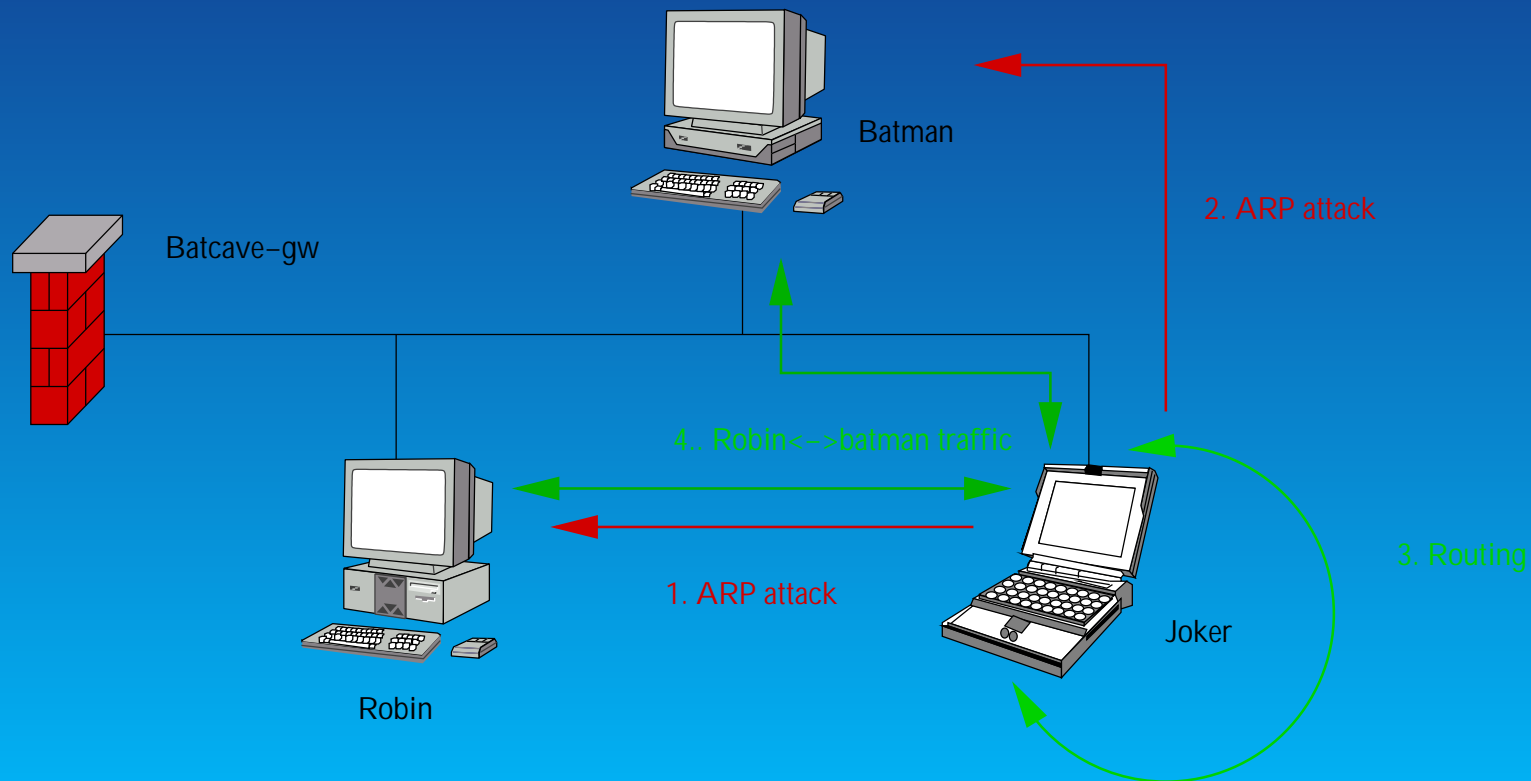 Batman
2. ARP attack
Batcave–gw
4.. Robin<–>batman traffic
3. Routing
1. ARP attack
Joker
Robin